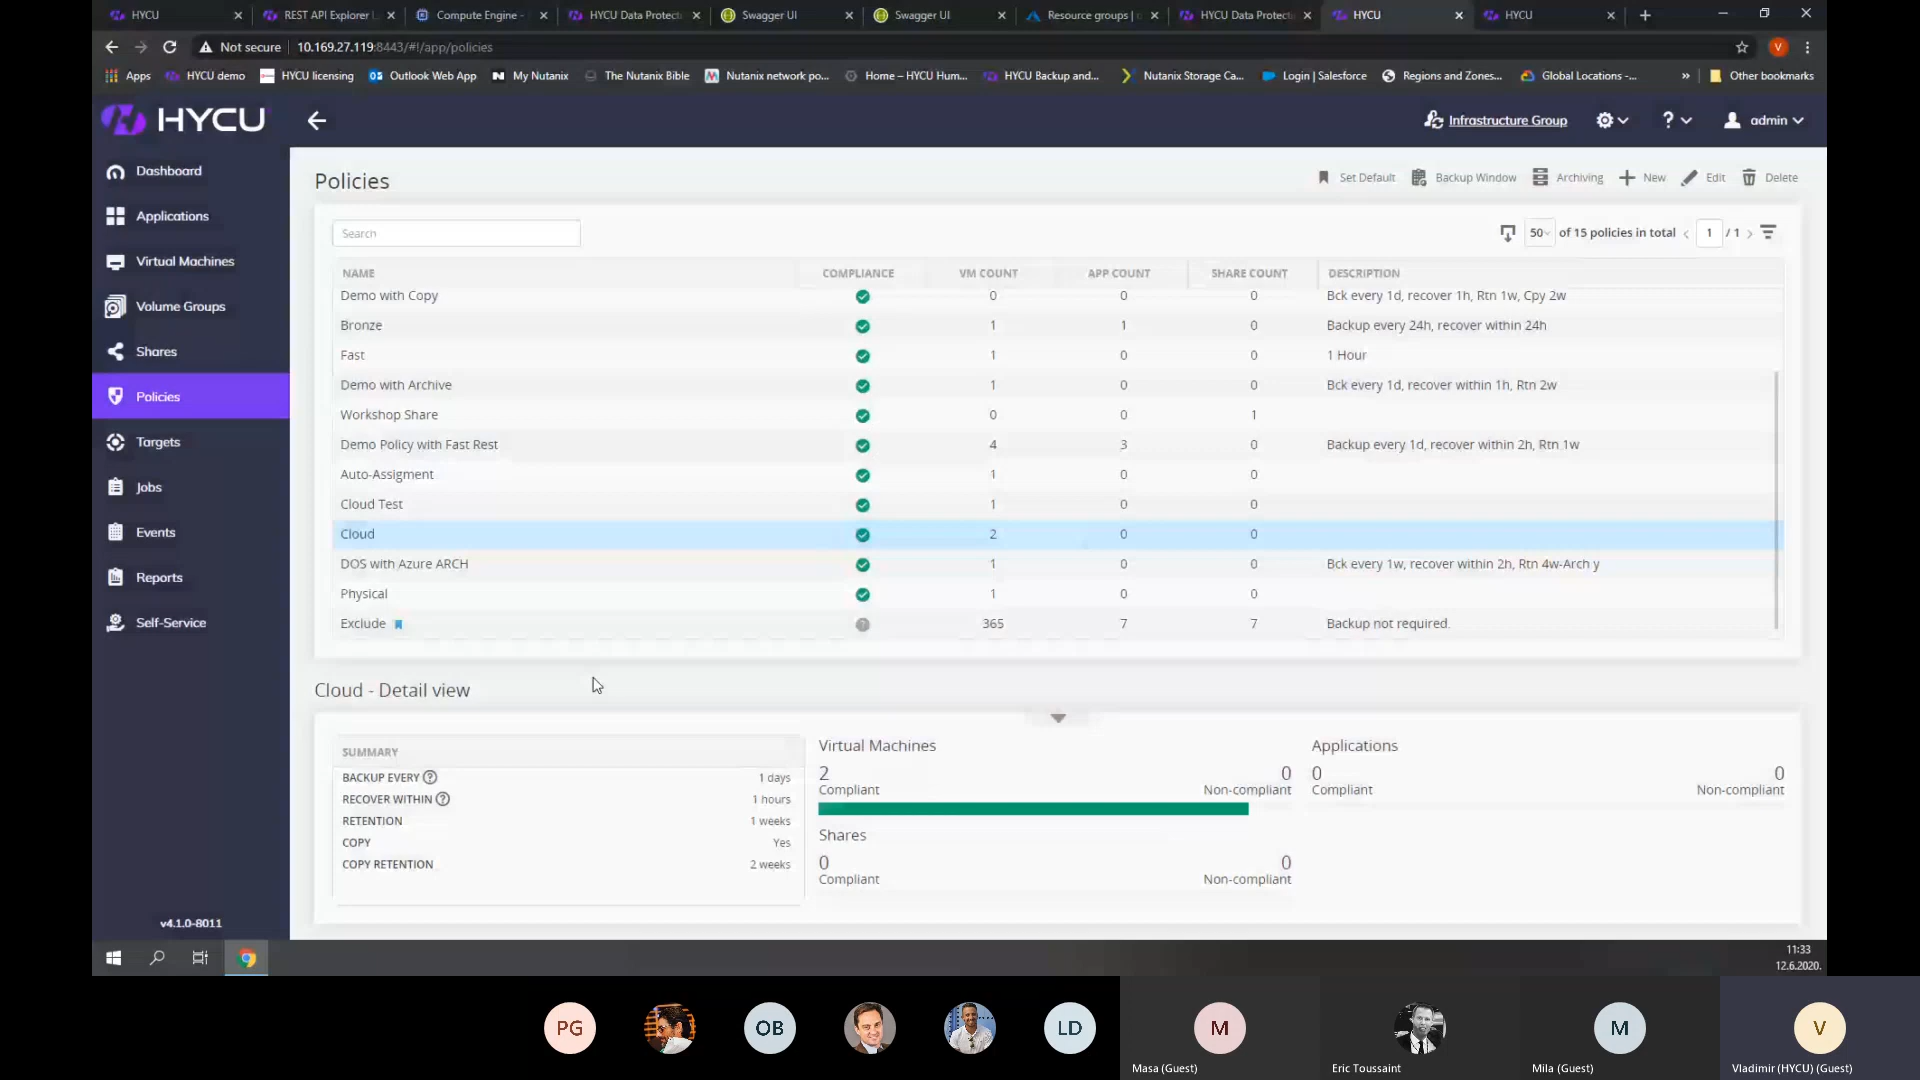 HYCU
REST API Explorer
Compute Engine -
HYCU Data Protect
Swagger UI
Swagger UI
Resource groups |
HYCU Data Protect
HYCU
HYCU
Not secure
10.169.27.119:8443/#!/app/policies
V
Apps
HYCU demo
HYCU licensing
Outlook Web App
My Nutanix
The Nutanix Bible
Nutanix network po...
Home – HYCU Hum...
HYCU Backup and...
Nutanix Storage Ca...
Login | Salesforce
Regions and Zones...
Global Locations -...
»
Other bookmarks
HYCU
Infrastructure Group
?
admin
Dashboard
Applications
Virtual Machines
Volume Groups
Shares
Policies
Targets
Jobs
Events
Reports
Self-Service
v4.1.0-8011
Policies
Set Default
Backup Window
Archiving
New
Edit
Delete
Search
50 of 15 policies in total < 1 / 1 >
NAME COMPLIANCE VM COUNT APP COUNT SHARE COUNT DESCRIPTION
Demo with Copy 0 0 0 Bck every 1d, recover 1h, Rtn 1w, Cpy 2w
Bronze 1 1 0 Backup every 24h, recover within 24h
Fast 1 0 0 1 Hour
Demo with Archive 1 0 0 Bck every 1d, recover within 1h, Rtn 2w
Workshop Share 0 0 1
Demo Policy with Fast Rest 4 3 0 Backup every 1d, recover within 2h, Rtn 1w
Auto-Assigment 1 0 0
Cloud Test 1 0 0
Cloud 2 0 0
DOS with Azure ARCH 1 0 0 Bck every 1w, recover within 2h, Rtn 4w-Arch y
Physical 1 0 0
Exclude ? 365 7 7 Backup not required.
Cloud - Detail view
SUMMARY
BACKUP EVERY ? 1 days
RECOVER WITHIN ? 1 hours
RETENTION 1 weeks
COPY Yes
COPY RETENTION 2 weeks
Virtual Machines
2 0
Compliant Non-compliant
Shares
0 0
Compliant Non-compliant
Applications
0 0
Compliant Non-compliant
11:33
12.6.2020.
PG
OB
LD
M
Masa (Guest)
Eric Toussaint
M
Mila (Guest)
V
Vladimir (HYCU) (Guest)